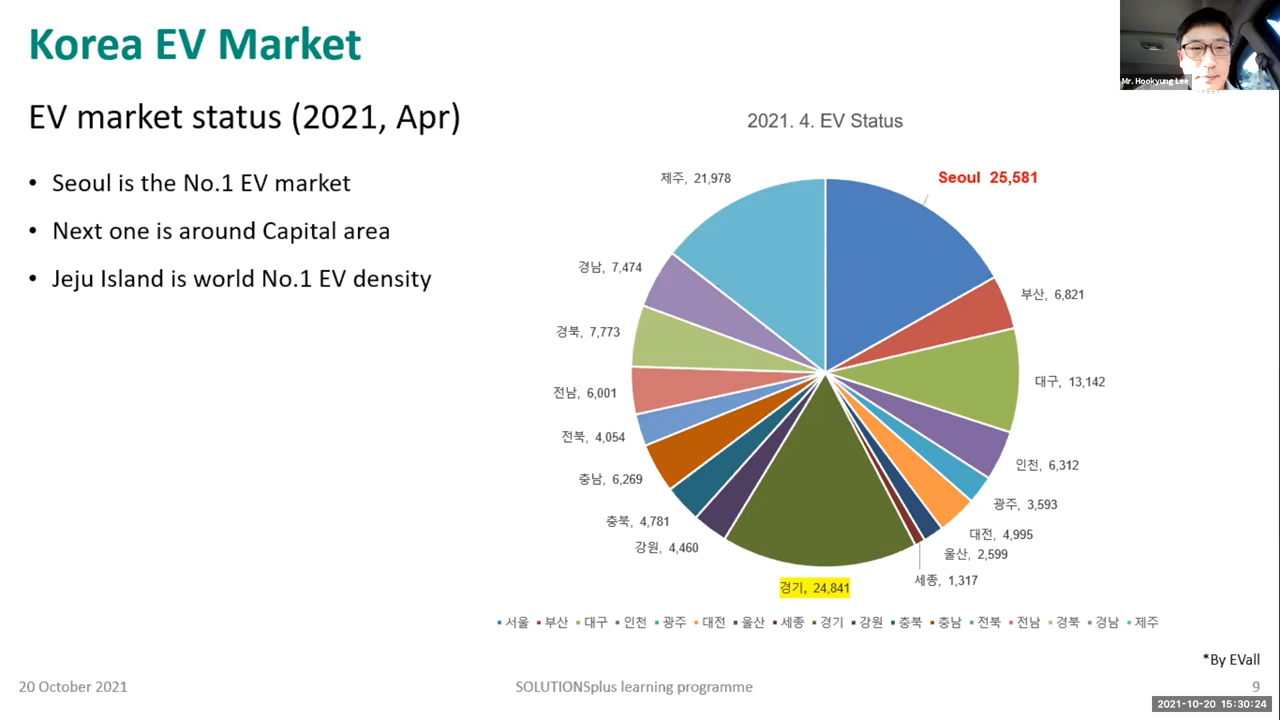 Korea EV Market
Mr. Hookyung Lee
EV market status (2021, Apr)
• Seoul is the No.1 EV market
• Next one is around Capital area
• Jeju Island is world No.1 EV density
2021. 4. EV Status
Seoul 25,581
부산, 6,821
대구, 13,142
인천, 6,312
광주, 3,593
대전, 4,995
울산, 2,599
세종, 1,317
경기, 24,841
강원, 4,460
충북, 4,781
충남, 6,269
전북, 4,054
전남, 6,001
경북, 7,773
경남, 7,474
제주, 21,978
서울 부산 대구 인천 광주 대전 울산 세종 경기 강원 충북 충남 전북 전남 경북 경남 제주
*By EVall
20 October 2021
SOLUTIONSplus learning programme
9
2021-10-20 15:30:24